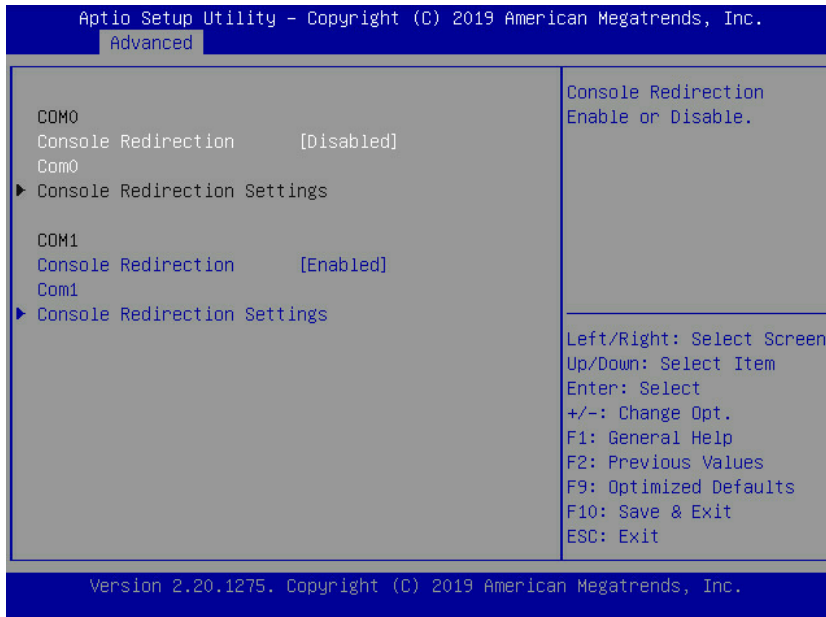 Aptio Setup Utility – Copyright (C) 2019 American Megatrends, Inc.
Advanced
COM0
Console Redirection [Disabled]
Com0
Console Redirection Settings
COM1
Console Redirection [Enabled]
Com1
Console Redirection Settings
Console Redirection
Enable or Disable.
Left/Right: Select Screen
Up/Down: Select Item
Enter: Select
+/-: Change Opt.
F1: General Help
F2: Previous Values
F9: Optimized Defaults
F10: Save & Exit
ESC: Exit
Version 2.20.1275. Copyright (C) 2019 American Megatrends, Inc.